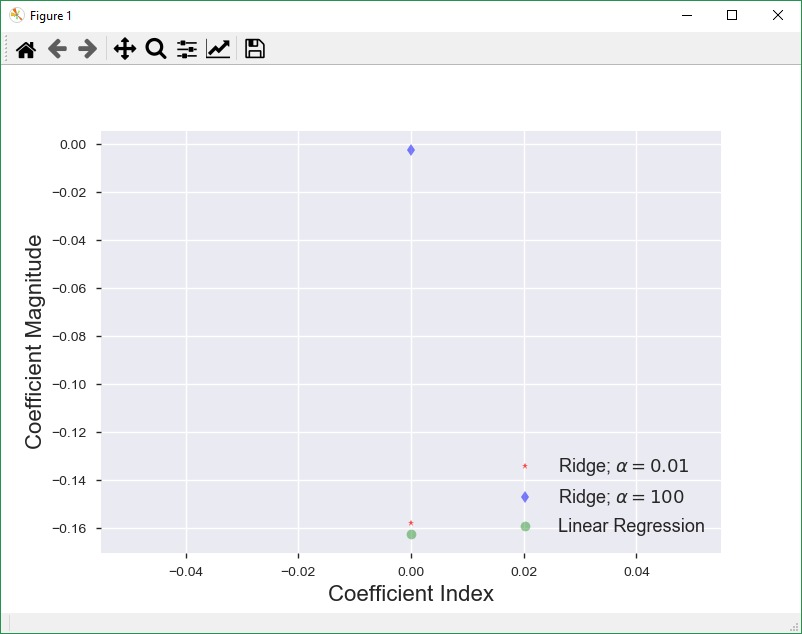 Figure 1
0.00
−0.02
−0.04
−0.06
−0.08
−0.10
−0.12
−0.14
−0.16
Coefficient Magnitude
Ridge; α = 0.01
Ridge; α = 100
Linear Regression
−0.04
−0.02
0.00
0.02
0.04
Coefficient Index